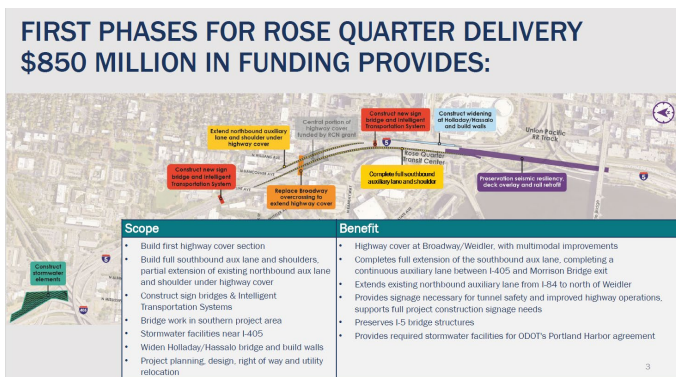 FIRST PHASES FOR ROSE QUARTER DELIVERY
$850 MILLION IN FUNDING PROVIDES:
Extend northbound auxiliary
lane and shoulder under
highway cover
Central portion of
highway cover
funded by RCN grant
Construct new sign
bridge and Intelligent
Transportation System
Construct widening
at Holladay/Hassalo
and build walls
Union Pacific
RR Track
5
Rose Quarter
Transit Center
Construct new sign
bridge and Intelligent
Transportation System
Replace Broadway
overcrossing to
extend highway cover
Complete full southbound
auxiliary lane and shoulder
Preservation seismic resiliency,
deck overlay and rail retrofit
5
Construct
stormwater
elements
5
405
Scope
• Build first highway cover section
• Build full southbound aux lane and shoulders,
partial extension of existing northbound aux lane
and shoulder under highway cover
• Construct sign bridges & Intelligent
Transportation Systems
• Bridge work in southern project area
• Stormwater facilities near I-405
• Widen Holladay/Hassalo bridge and build walls
• Project planning, design, right of way and utility
relocation
Benefit
• Highway cover at Broadway/Weidler, with multimodal improvements
• Completes full extension of the southbound aux lane, completing a
continuous auxiliary lane between I-405 and Morrison Bridge exit
• Extends existing northbound auxiliary lane from I-84 to north of Weidler
• Provides signage necessary for tunnel safety and improved highway operations,
supports full project construction signage needs
• Preserves I-5 bridge structures
• Provides required stormwater facilities for ODOT's Portland Harbor agreement
3